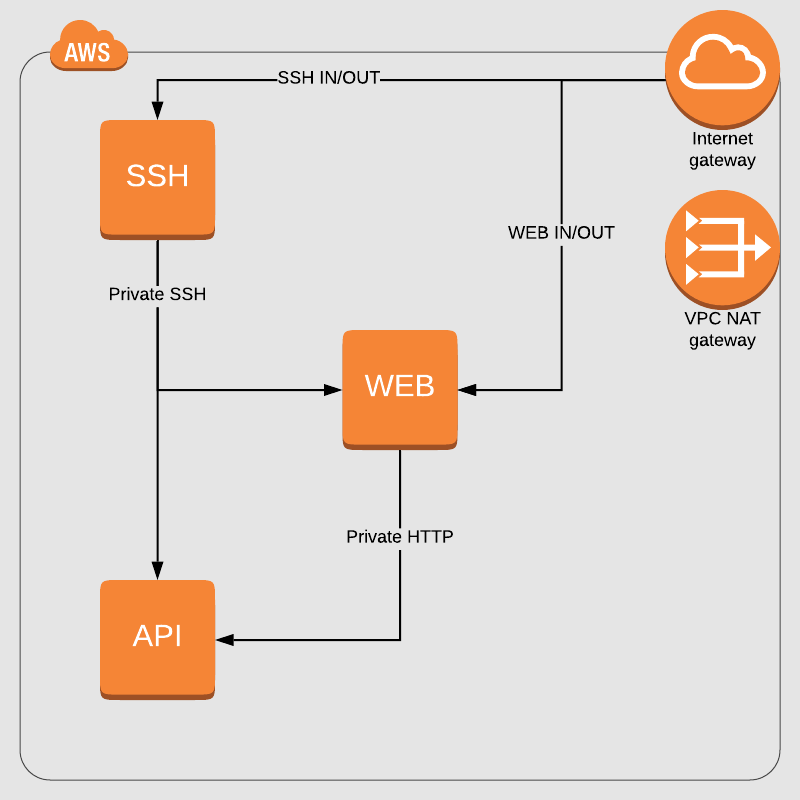 AWS
SSH IN/OUT
Internet
gateway
SSH
WEB IN/OUT
Private SSH
VPC NAT
gateway
WEB
Private HTTP
API